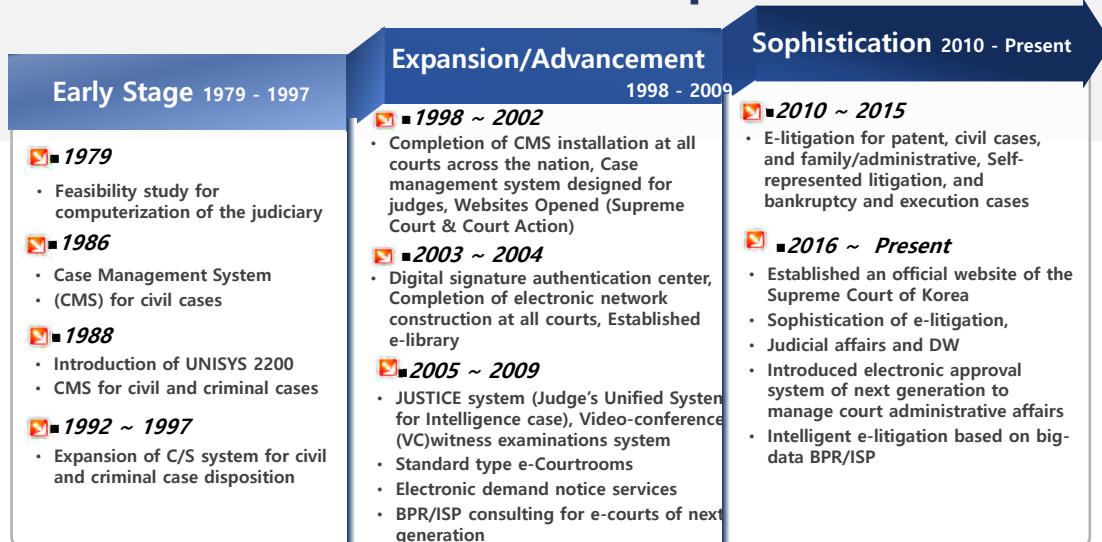 Early Stage 1979 - 1997
■1979
• Feasibility study for
computerization of the judiciary
■1986
• Case Management System
• (CMS) for civil cases
■1988
• Introduction of UNISYS 2200
• CMS for civil and criminal cases
■1992 ~ 1997
• Expansion of C/S system for civil
and criminal case disposition
Expansion/Advancement
1998 - 2009
■1998 ~ 2002
• Completion of CMS installation at all
courts across the nation, Case
management system designed for
judges, Websites Opened (Supreme
Court & Court Action)
■2003 ~ 2004
• Digital signature authentication center,
Completion of electronic network
construction at all courts, Established
e-library
■2005 ~ 2009
• JUSTICE system (Judge's Unified System
for Intelligence case), Video-conference
(VC)witness examinations system
• Standard type e-Courtrooms
• Electronic demand notice services
• BPR/ISP consulting for e-courts of next
generation
Sophistication 2010 - Present
■2010 ~ 2015
• E-litigation for patent, civil cases,
and family/administrative, Self-
represented litigation, and
bankruptcy and execution cases
■2016 ~ Present
• Established an official website of the
Supreme Court of Korea
• Sophistication of e-litigation,
• Judicial affairs and DW
• Introduced electronic approval
system of next generation to
manage court administrative affairs
• Intelligent e-litigation based on big-
data BPR/ISP